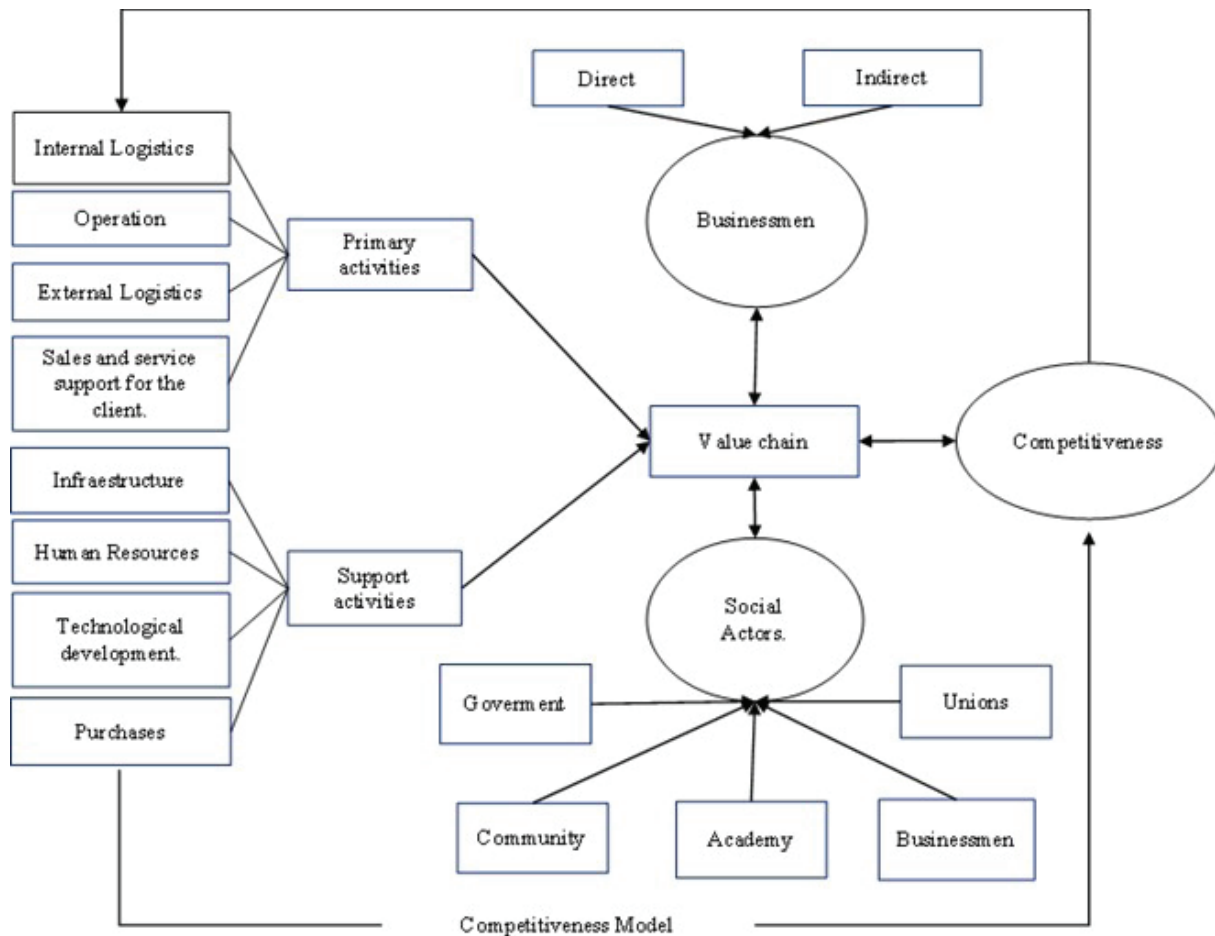 Direct
Indirect
Internal Logistics
Operation
External Logistics
Sales and service
support for the
client.
Primary
activities
Businessmen
Infraestructure
Human Resources
Technological
development.
Purchases
Support
activities
Value chain
Competitiveness
Social
Actors.
Goverment
Unions
Community
Academy
Businessmen
Competitiveness Model